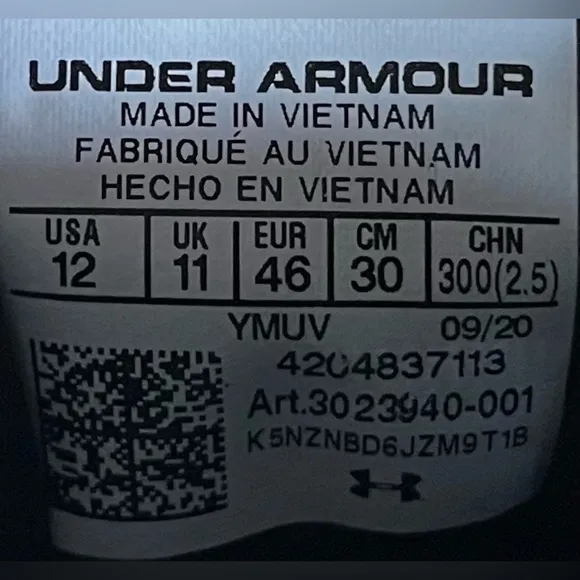 UNDER ARMOUR
MADE IN VIETNAM
FABRIQUÉ AU VIETNAM
HECHO EN VIETNAM
USA UK EUR CM CHN
12 11 46 30 300(2.5)
YMUV 09/20
4204837113
Art.3023940-001
K5NZNBD6JZM9T1B